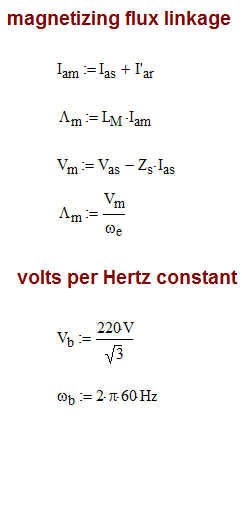 magnetizing flux linkage
I_am := I_as + I'_ar
Λ_m := L_M·I_am
V_m := V_as − Z_s·I_as
Λ_m := V_m / ω_e
volts per Hertz constant
V_b := 220·V / √3
ω_b := 2·π·60·Hz